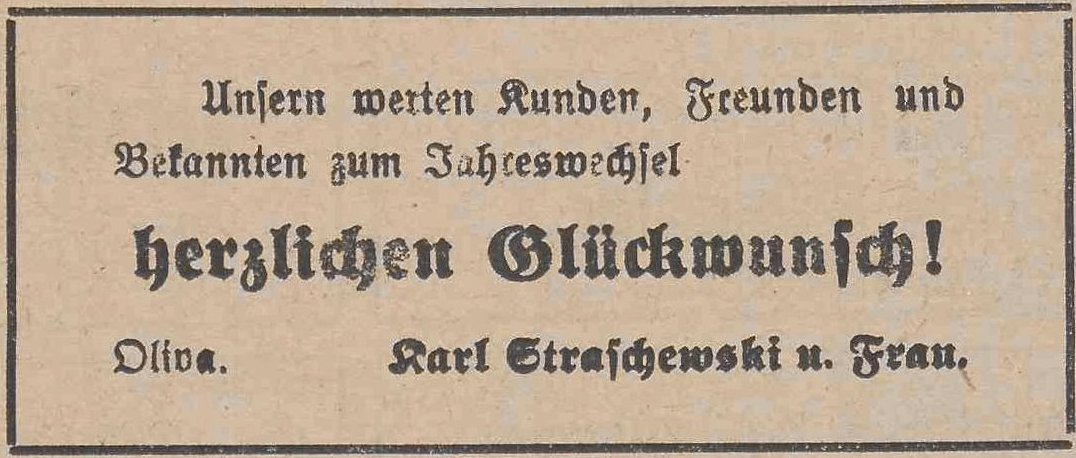 Unsern werten Kunden, Freunden und
Bekannten zum Jahreswechsel
herzlichen Glückwunsch!
Oliva. Karl Straschewski u. Frau.